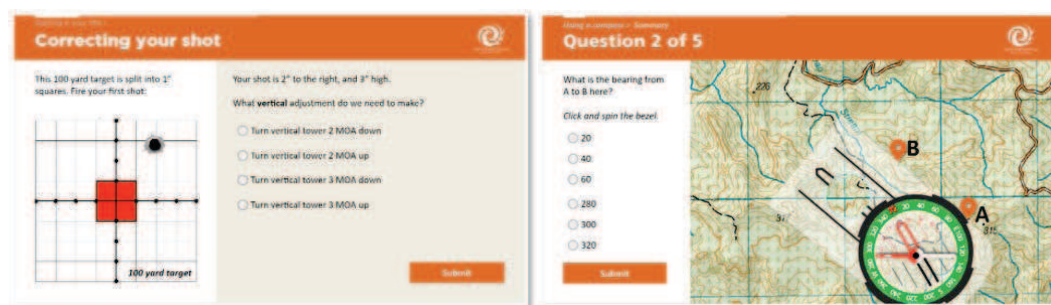 Correcting your shot
This 100 yard target is split into 1"
squares. Fire your first shot:
100 yard target
Your shot is 2" to the right, and 3" high.
What vertical adjustment do we need to make?
Turn vertical tower 2 MOA down
Turn vertical tower 2 MOA up
Turn vertical tower 3 MOA down
Turn vertical tower 3 MOA up
Submit
Using a compass > Summary
Question 2 of 5
What is the bearing from
A to B here?
Click and spin the bezel.
20
40
60
280
300
320
Submit
270
B
A